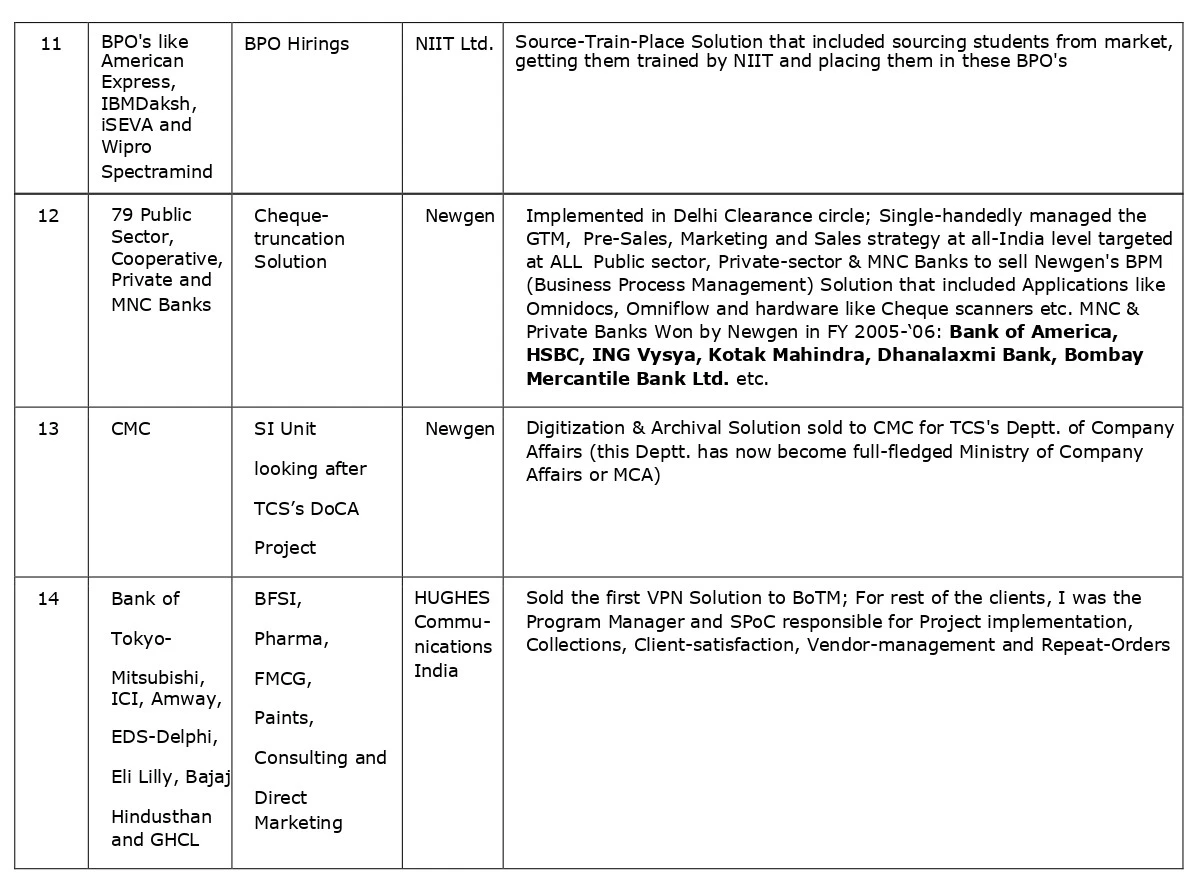 11
BPO's like
American
Express,
IBMDaksh,
iSEVA and
Wipro
Spectramind
BPO Hirings
NIIT Ltd.
Source-Train-Place Solution that included sourcing students from market,
getting them trained by NIIT and placing them in these BPO's
12
79 Public
Sector,
Cooperative,
Private and
MNC Banks
Cheque-
truncation
Solution
Newgen
Implemented in Delhi Clearance circle; Single-handedly managed the
GTM, Pre-Sales, Marketing and Sales strategy at all-India level targeted
at ALL Public sector, Private-sector & MNC Banks to sell Newgen's BPM
(Business Process Management) Solution that included Applications like
Omnidocs, Omniflow and hardware like Cheque scanners etc. MNC &
Private Banks Won by Newgen in FY 2005-‘06: Bank of America,
HSBC, ING Vysya, Kotak Mahindra, Dhanalaxmi Bank, Bombay
Mercantile Bank Ltd. etc.
13
CMC
SI Unit
looking after
TCS’s DoCA
Project
Newgen
Digitization & Archival Solution sold to CMC for TCS's Deptt. of Company
Affairs (this Deptt. has now become full-fledged Ministry of Company
Affairs or MCA)
14
Bank of
Tokyo-
Mitsubishi,
ICI, Amway,
EDS-Delphi,
Eli Lilly, Bajaj
Hindusthan
and GHCL
BFSI,
Pharma,
FMCG,
Paints,
Consulting and
Direct
Marketing
HUGHES
Commu-
nications
India
Sold the first VPN Solution to BoTM; For rest of the clients, I was the
Program Manager and SPoC responsible for Project implementation,
Collections, Client-satisfaction, Vendor-management and Repeat-Orders